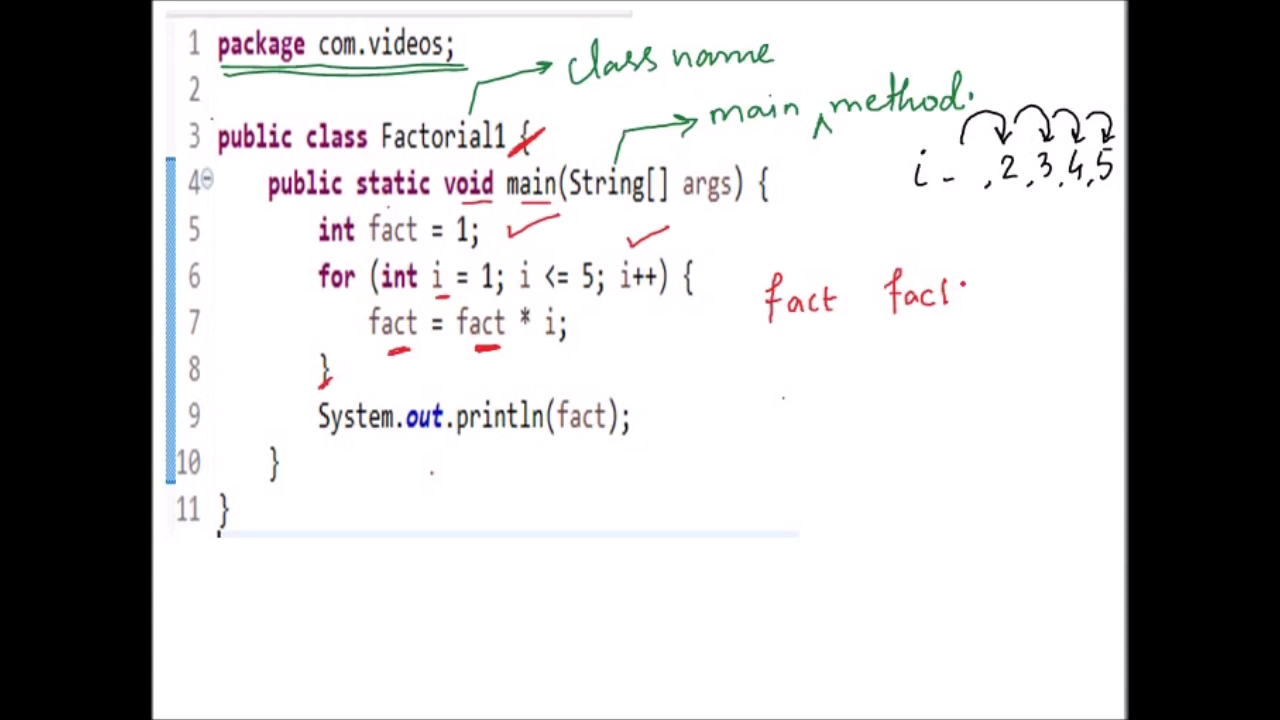 1 package com.videos;
class name
2
main method.
3 public class Factorial1 {
i - , 2, 3, 4, 5
4 public static void main(String[] args) {
5 int fact = 1;
6 for (int i = 1; i <= 5; i++) {
fact fact
7 fact = fact * i;
8 }
9 System.out.println(fact);
10 }
11 }